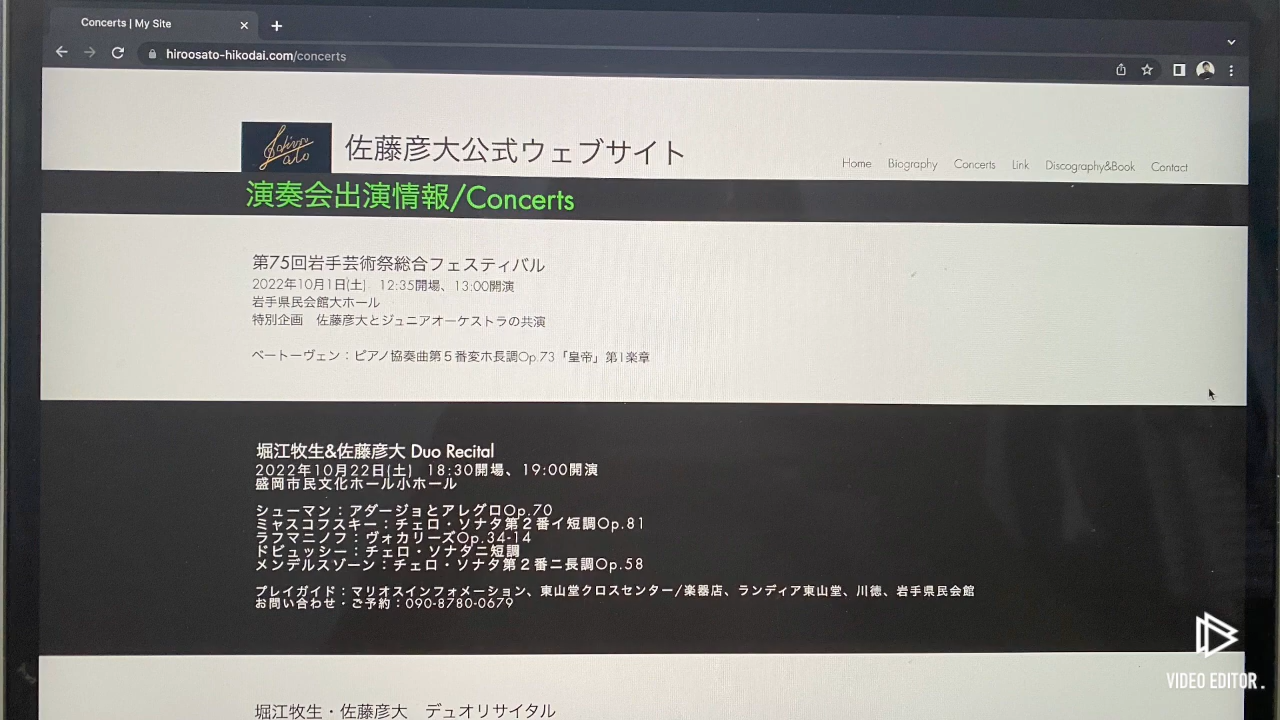 Concerts | My Site
hiroosato-hikodai.com/concerts
佐藤彦大公式ウェブサイト
Home Biography Concerts Link Discography&Book Contact
演奏会出演情報/Concerts
第75回岩手芸術祭総合フェスティバル
2022年10月1日(土) 12:35開場、13:00開演
岩手県民会館大ホール
特別企画 佐藤彦大とジュニアオーケストラの共演
ベートーヴェン：ピアノ協奏曲第５番変ホ長調Op.73「皇帝」第1楽章
堀江牧生&佐藤彦大 Duo Recital
2022年10月22日(土) 18:30開場、19:00開演
盛岡市民文化ホール小ホール
シューマン：アダージョとアレグロOp.70
ミャスコフスキー：チェロ・ソナタ第２番イ短調Op.81
ラフマニノフ：ヴォカリーズOp.34-14
ドビュッシー：チェロ・ソナタニ短調
メンデルスゾーン：チェロ・ソナタ第２番ニ長調Op.58
プレイガイド：マリオスインフォメーション、東山堂クロスセンター/楽器店、ランディア東山堂、川徳、岩手県民会館
お問い合わせ・ご予約：090-8780-0679
堀江牧生・佐藤彦大 デュオリサイタル
VIDEO EDITOR.